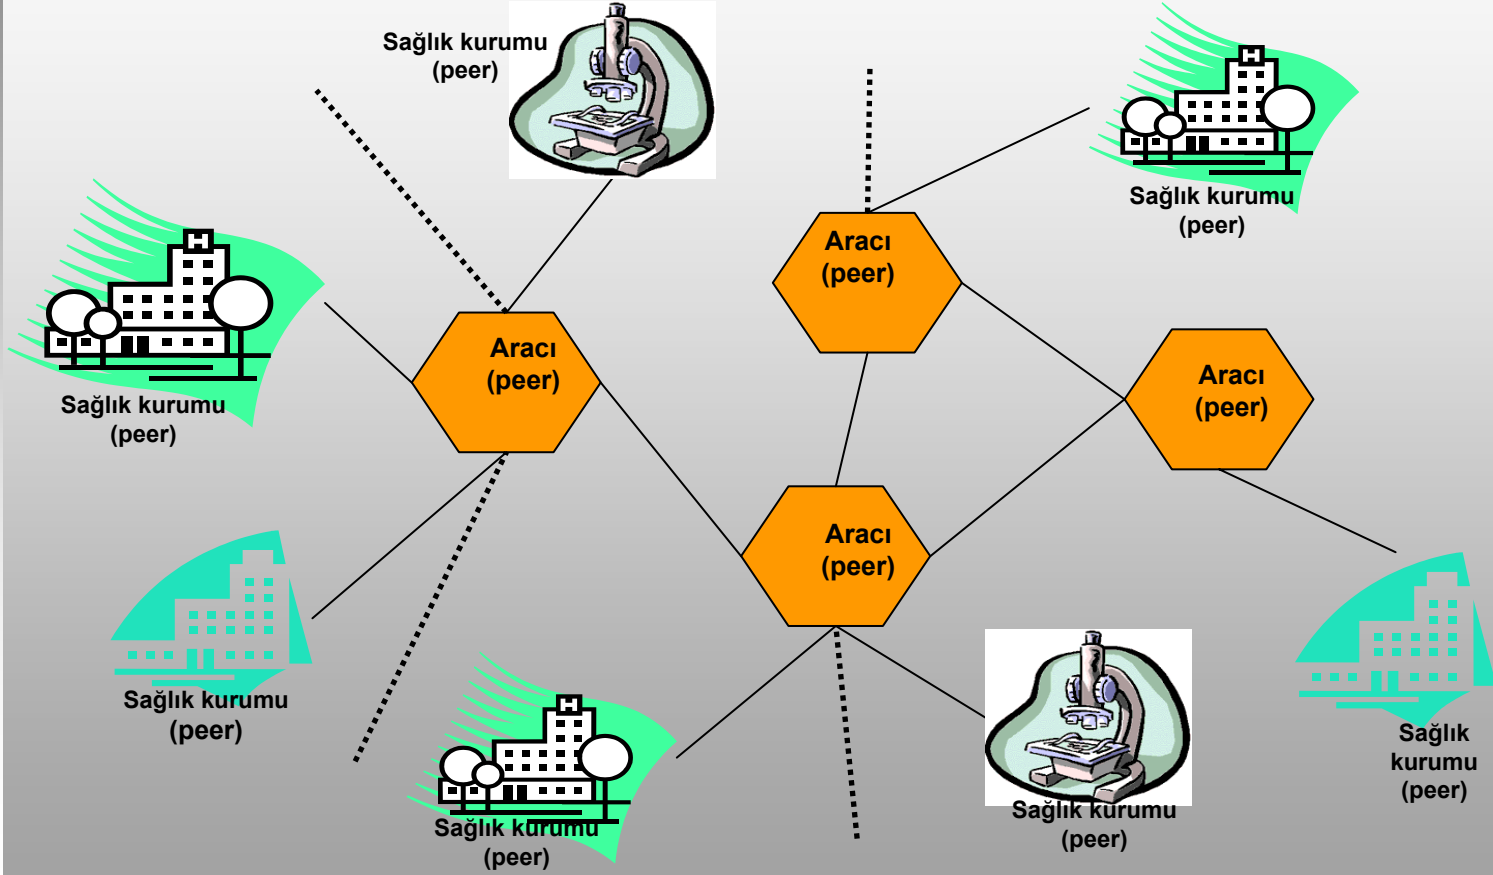 Sağlık kurumu
(peer)
Sağlık kurumu
(peer)
Aracı
(peer)
Aracı
(peer)
Aracı
(peer)
Sağlık kurumu
(peer)
Aracı
(peer)
Sağlık kurumu
(peer)
Sağlık kurumu
(peer)
Sağlık kurumu
(peer)
Sağlık
kurumu
(peer)
H
H
H